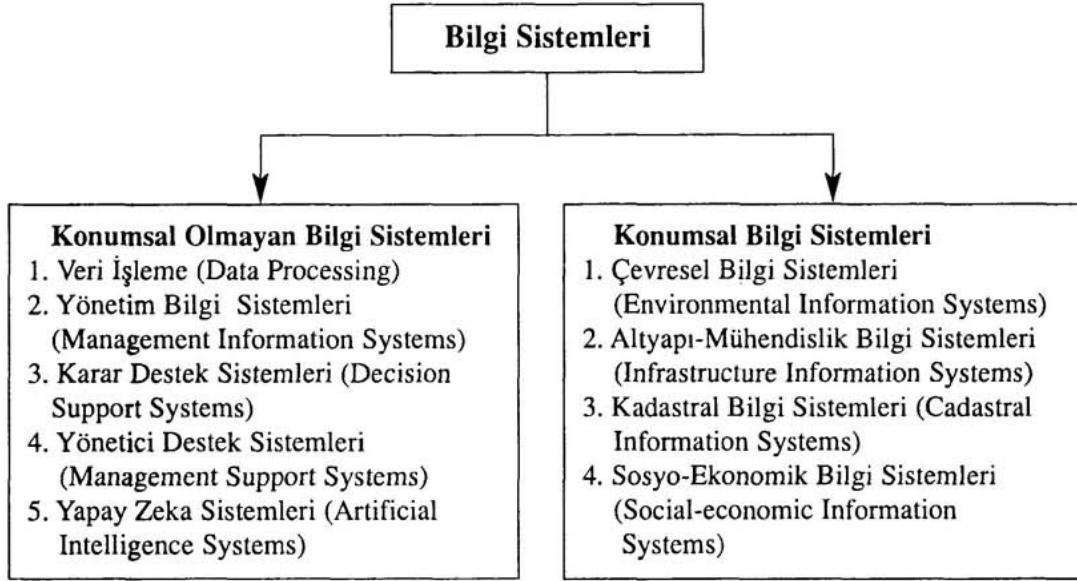 Bilgi Sistemleri
Konumsal Olmayan Bilgi Sistemleri
1. Veri İşleme (Data Processing)
2. Yönetim Bilgi Sistemleri
(Management Information Systems)
3. Karar Destek Sistemleri (Decision
Support Systems)
4. Yönetici Destek Sistemleri
(Management Support Systems)
5. Yapay Zeka Sistemleri (Artificial
Intelligence Systems)
Konumsal Bilgi Sistemleri
1. Çevresel Bilgi Sistemleri
(Environmental Information Systems)
2. Altyapı-Mühendislik Bilgi Sistemleri
(Infrastructure Information Systems)
3. Kadastral Bilgi Sistemleri (Cadastral
Information Systems)
4. Sosyo-Ekonomik Bilgi Sistemleri
(Social-economic Information
Systems)